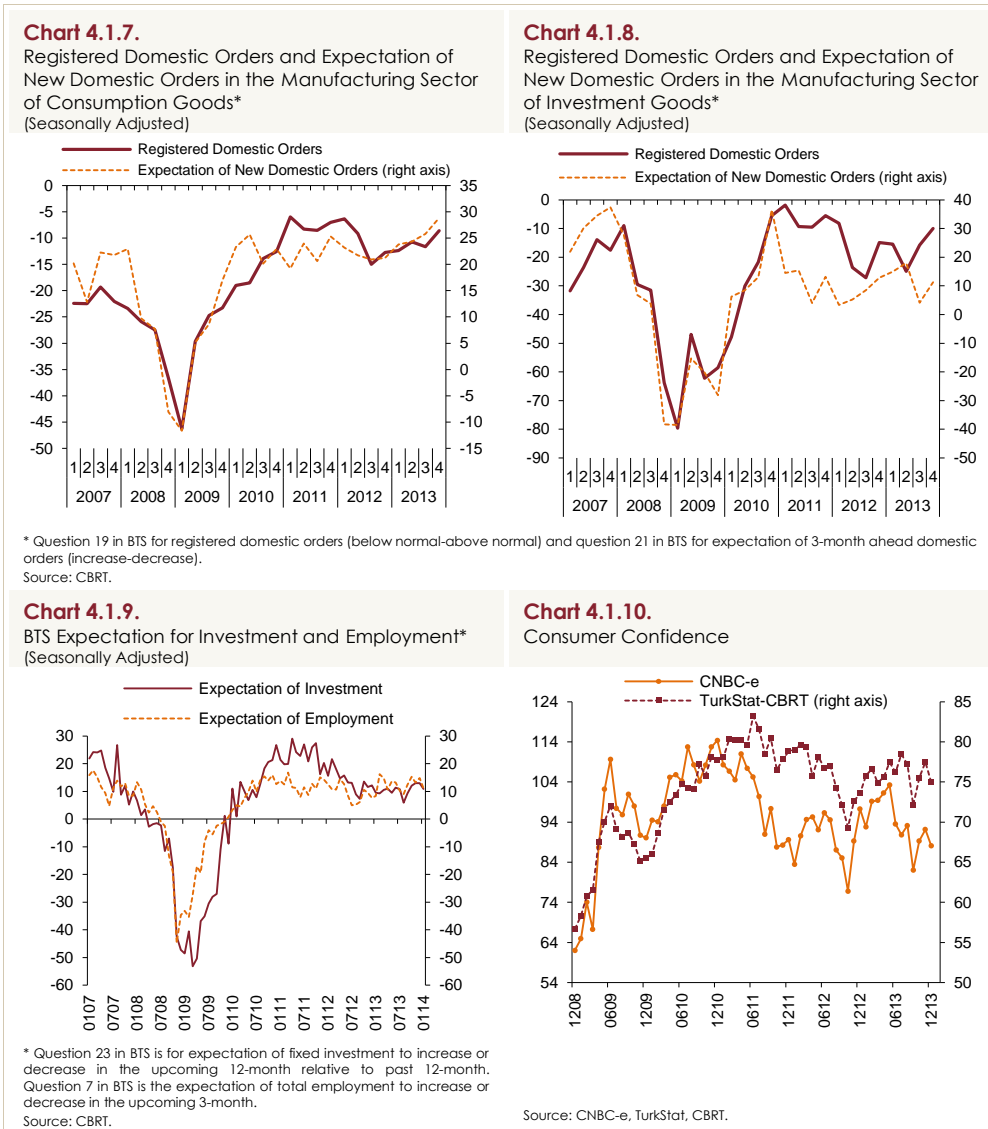 Chart 4.1.7.
Registered Domestic Orders and Expectation of
New Domestic Orders in the Manufacturing Sector
of Consumption Goods*
(Seasonally Adjusted)
Registered Domestic Orders
Expectation of New Domestic Orders (right axis)
0
-5
-10
-15
-20
-25
-30
-35
-40
-45
-50
35
30
25
20
15
10
5
0
-5
-10
-15
1 2 3 4 1 2 3 4 1 2 3 4 1 2 3 4 1 2 3 4 1 2 3 4 1 2 3 4
2007 2008 2009 2010 2011 2012 2013
Chart 4.1.8.
Registered Domestic Orders and Expectation of
New Domestic Orders in the Manufacturing Sector
of Investment Goods*
(Seasonally Adjusted)
Registered Domestic Orders
Expectation of New Domestic Orders (right axis)
0
-10
-20
-30
-40
-50
-60
-70
-80
-90
40
30
20
10
0
-10
-20
-30
-40
-50
1 2 3 4 1 2 3 4 1 2 3 4 1 2 3 4 1 2 3 4 1 2 3 4 1 2 3 4
2007 2008 2009 2010 2011 2012 2013
* Question 19 in BTS for registered domestic orders (below normal-above normal) and question 21 in BTS for expectation of 3-month ahead domestic
orders (increase-decrease).
Source: CBRT.
Chart 4.1.9.
BTS Expectation for Investment and Employment*
(Seasonally Adjusted)
Expectation of Investment
Expectation of Employment
30
20
10
0
-10
-20
-30
-40
-50
-60
30
20
10
0
-10
-20
-30
-40
-50
-60
0107 0707 0108 0708 0109 0709 0110 0710 0111 0711 0112 0712 0113 0713 0114
* Question 23 in BTS is for expectation of fixed investment to increase or
decrease in the upcoming 12-month relative to past 12-month.
Question 7 in BTS is the expectation of total employment to increase or
decrease in the upcoming 3-month.
Source: CBRT.
Chart 4.1.10.
Consumer Confidence
CNBC-e
TurkStat-CBRT (right axis)
124
114
104
94
84
74
64
54
85
80
75
70
65
60
55
50
1208 0609 1209 0610 1210 0611 1211 0612 1212 0613 1213
Source: CNBC-e, TurkStat, CBRT.